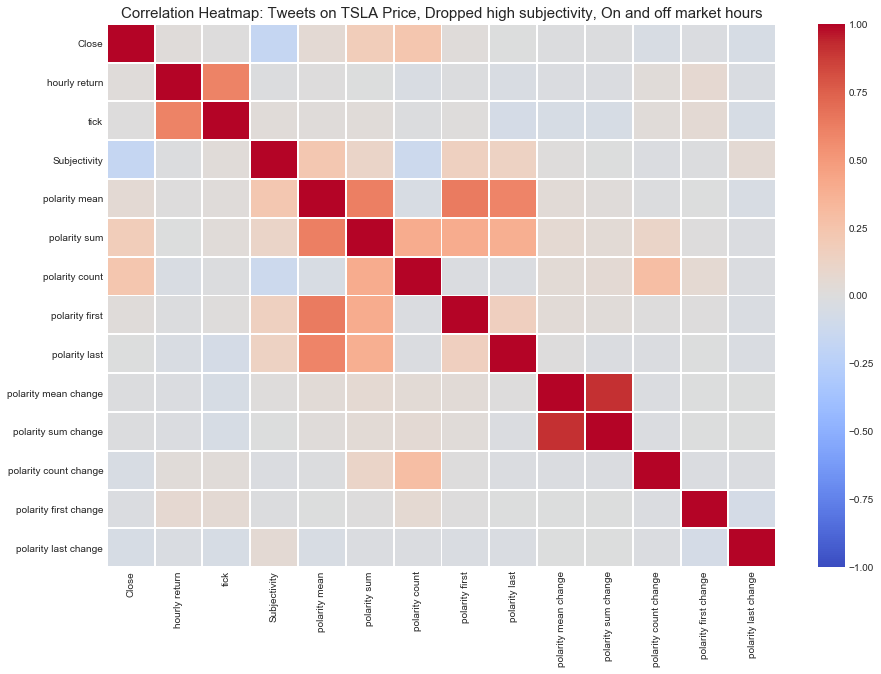 Correlation Heatmap: Tweets on TSLA Price, Dropped high subjectivity, On and off market hours
Close
hourly return
tick
Subjectivity
polarity mean
polarity sum
polarity count
polarity first
polarity last
polarity mean change
polarity sum change
polarity count change
polarity first change
polarity last change
Close
hourly return
tick
Subjectivity
polarity mean
polarity sum
polarity count
polarity first
polarity last
polarity mean change
polarity sum change
polarity count change
polarity first change
polarity last change
1.00
0.75
0.50
0.25
0.00
−0.25
−0.50
−0.75
−1.00